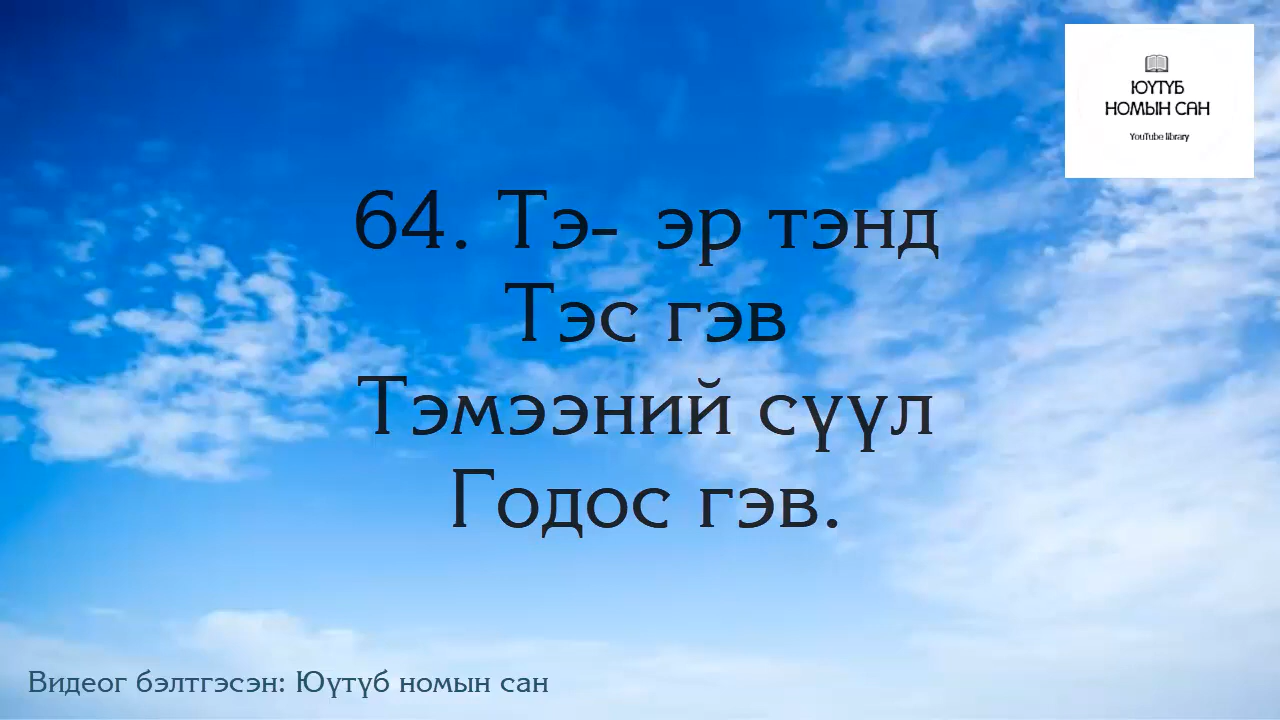 ЮҮТҮБ
НОМЫН САН
YouTube library
64. Тэ- эр тэнд
Тэс гэв
Тэмээний сүүл
Годос гэв.
Видеог бэлтгэсэн: Юүтүб номын сан